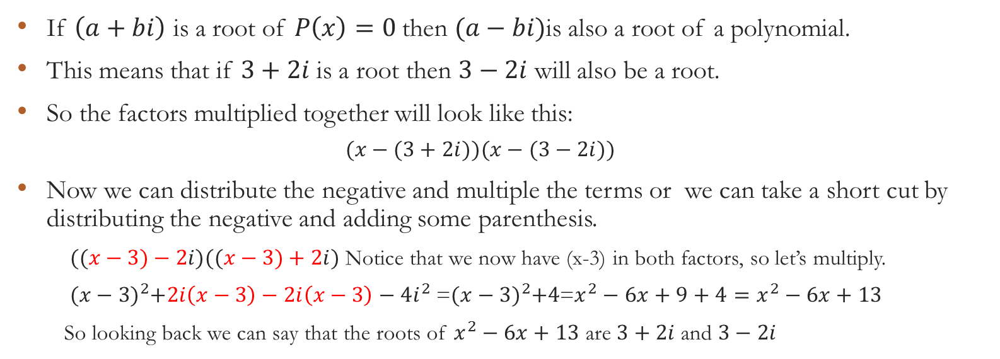 • If (a + bi) is a root of P(x) = 0 then (a − bi)is also a root of a polynomial.
• This means that if 3 + 2i is a root then 3 − 2i will also be a root.
• So the factors multiplied together will look like this:
(x − (3 + 2i))(x − (3 − 2i))
• Now we can distribute the negative and multiple the terms or we can take a short cut by
distributing the negative and adding some parenthesis.
((x − 3) − 2i)((x − 3) + 2i) Notice that we now have (x-3) in both factors, so let’s multiply.
(x − 3)²+2i(x − 3) − 2i(x − 3) − 4i² =(x − 3)²+4=x² − 6x + 9 + 4 = x² − 6x + 13
So looking back we can say that the roots of x² − 6x + 13 are 3 + 2i and 3 − 2i